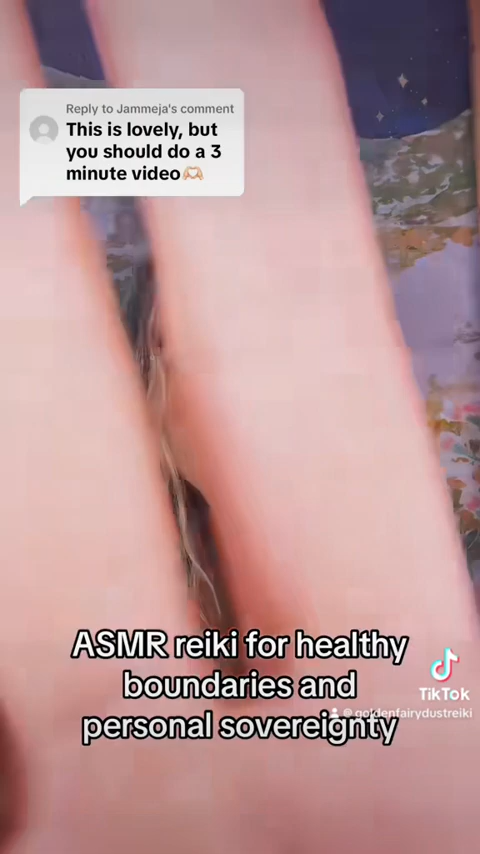 Reply to Jammeja's comment
This is lovely, but
you should do a 3
minute video🫶🏼
ASMR reiki for healthy
boundaries and
personal sovereignty
TikTok
@goldenfairydustreiki